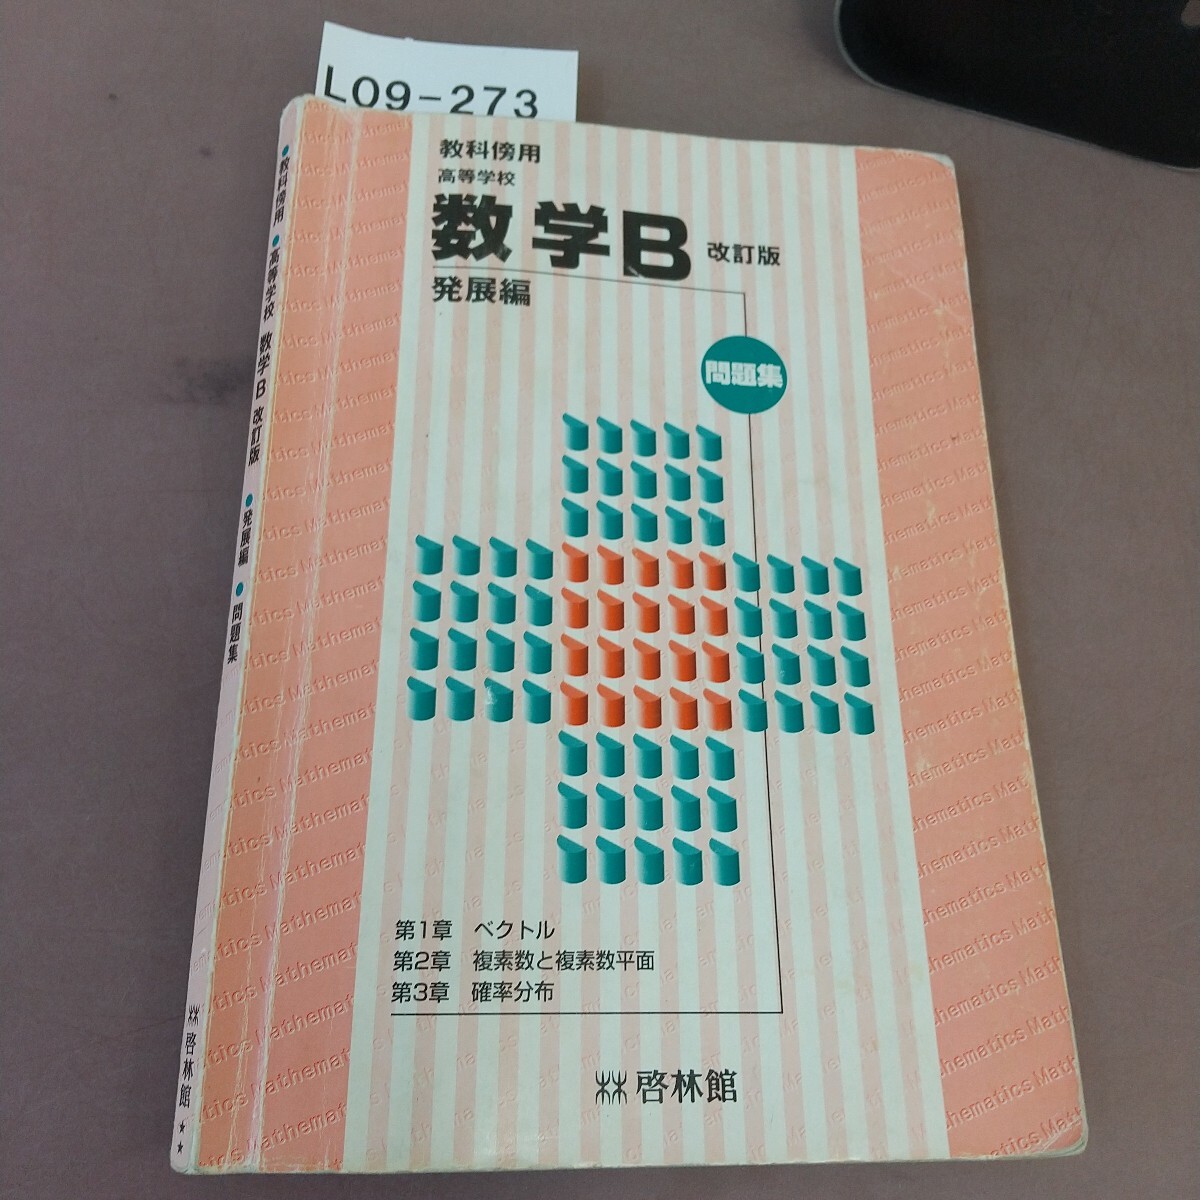 L09-273
教科傍用
高等学校
数学B 改訂版
発展編
問題集
第1章 ベクトル
第2章 複素数と複素数平面
第3章 確率分布
啓林館
●教科傍用 ●高等学校 数学B 改訂版 ●発展編 ●問題集
啓林館 ★★
Mathematics Mathematics